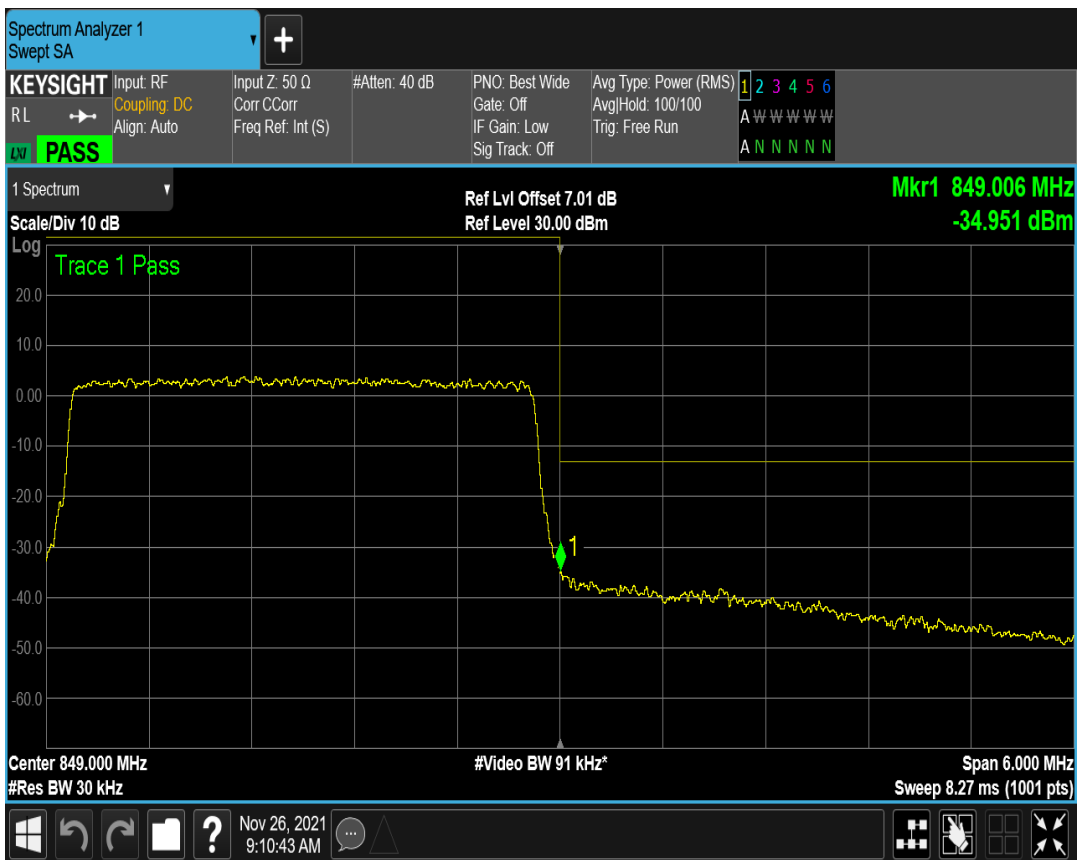 Spectrum Analyzer 1
Swept SA
KEYSIGHT
RL
LXI
PASS
Input: RF
Coupling: DC
Align: Auto
Input Z: 50 Ω
Corr CCorr
Freq Ref: Int (S)
#Atten: 40 dB
PNO: Best Wide
Gate: Off
IF Gain: Low
Sig Track: Off
Avg Type: Power (RMS)
Avg|Hold: 100/100
Trig: Free Run
1 2 3 4 5 6
A W W W W W
A N N N N N
1 Spectrum
Scale/Div 10 dB
Ref Lvl Offset 7.01 dB
Ref Level 30.00 dBm
Mkr1 849.006 MHz
-34.951 dBm
Log
Trace 1 Pass
20.0
10.0
0.00
-10.0
-20.0
-30.0
1
-40.0
-50.0
-60.0
Center 849.000 MHz
#Res BW 30 kHz
#Video BW 91 kHz*
Span 6.000 MHz
Sweep 8.27 ms (1001 pts)
?
Nov 26, 2021
9:10:43 AM